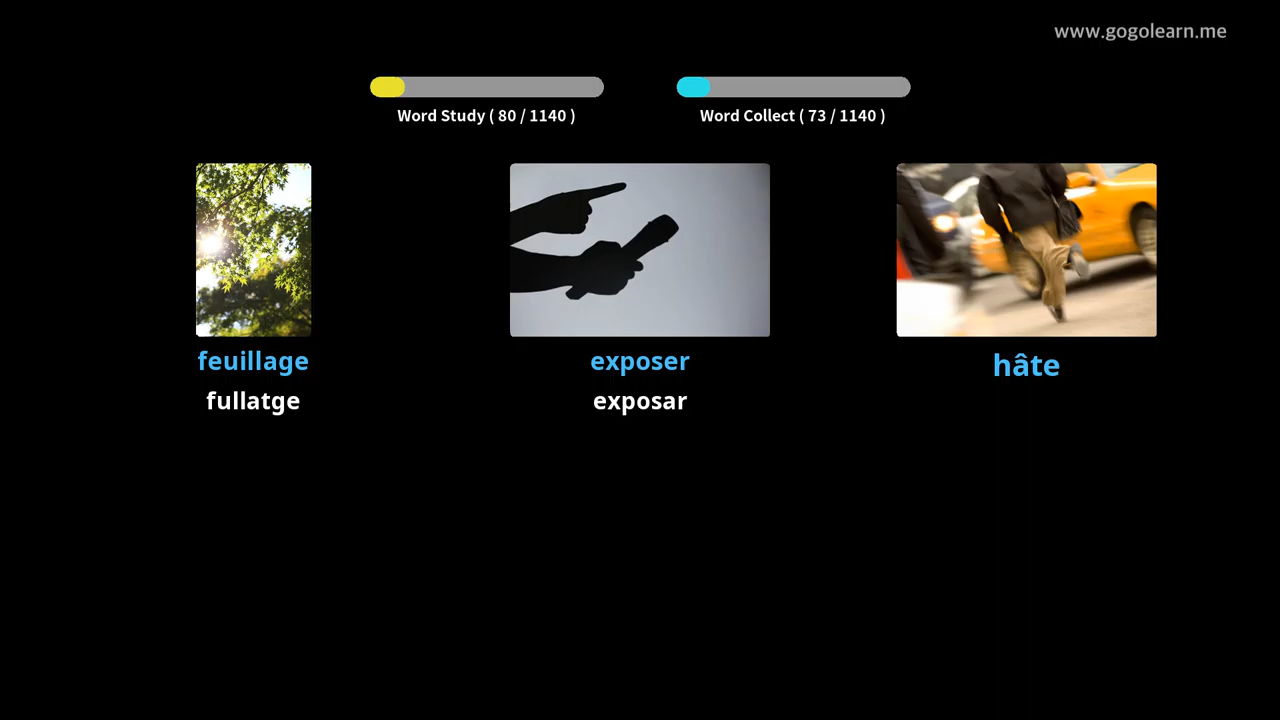 www.gogolearn.me
Word Study ( 80 / 1140 )
Word Collect ( 73 / 1140 )
feuillage
fullatge
exposer
exposar
hâte